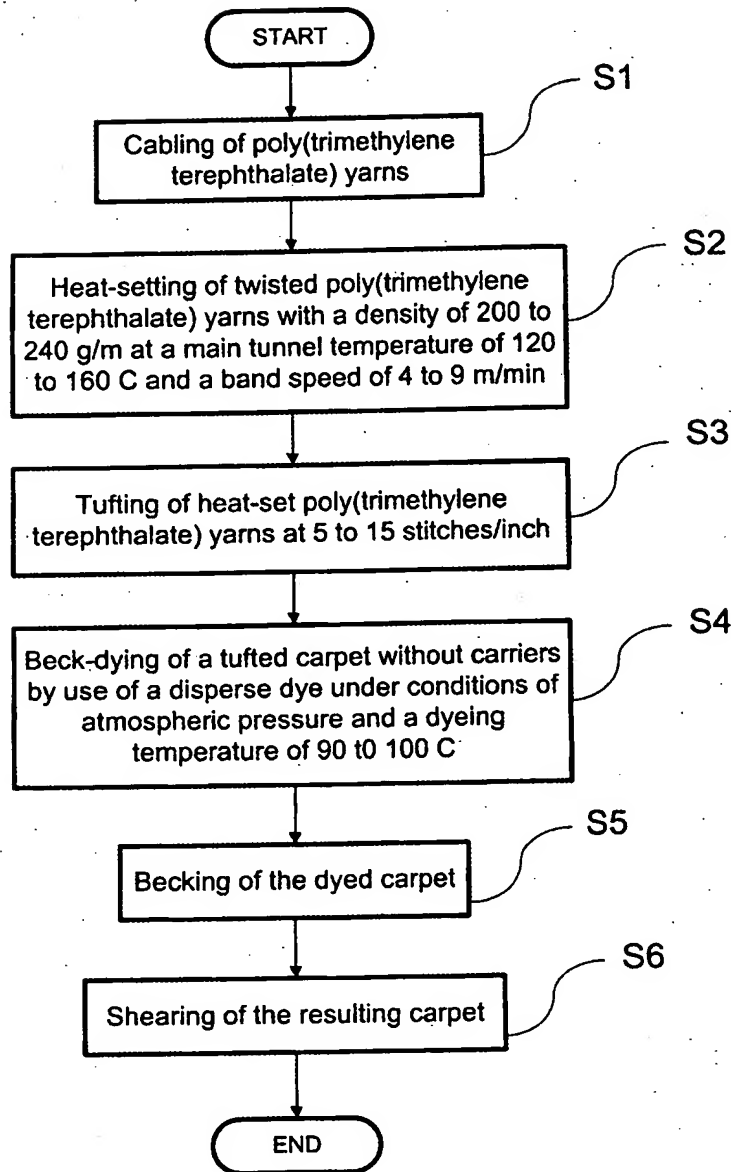 START
S1
Cabling of poly(trimethylene
terephthalate) yarns
S2
Heat-setting of twisted poly(trimethylene
terephthalate) yarns with a density of 200 to
240 g/m at a main tunnel temperature of 120
to 160 C and a band speed of 4 to 9 m/min
S3
Tufting of heat-set poly(trimethylene
terephthalate) yarns at 5 to 15 stitches/inch
S4
Beck-dying of a tufted carpet without carriers
by use of a disperse dye under conditions of
atmospheric pressure and a dyeing
temperature of 90 t0 100 C
S5
Becking of the dyed carpet
S6
Shearing of the resulting carpet
END